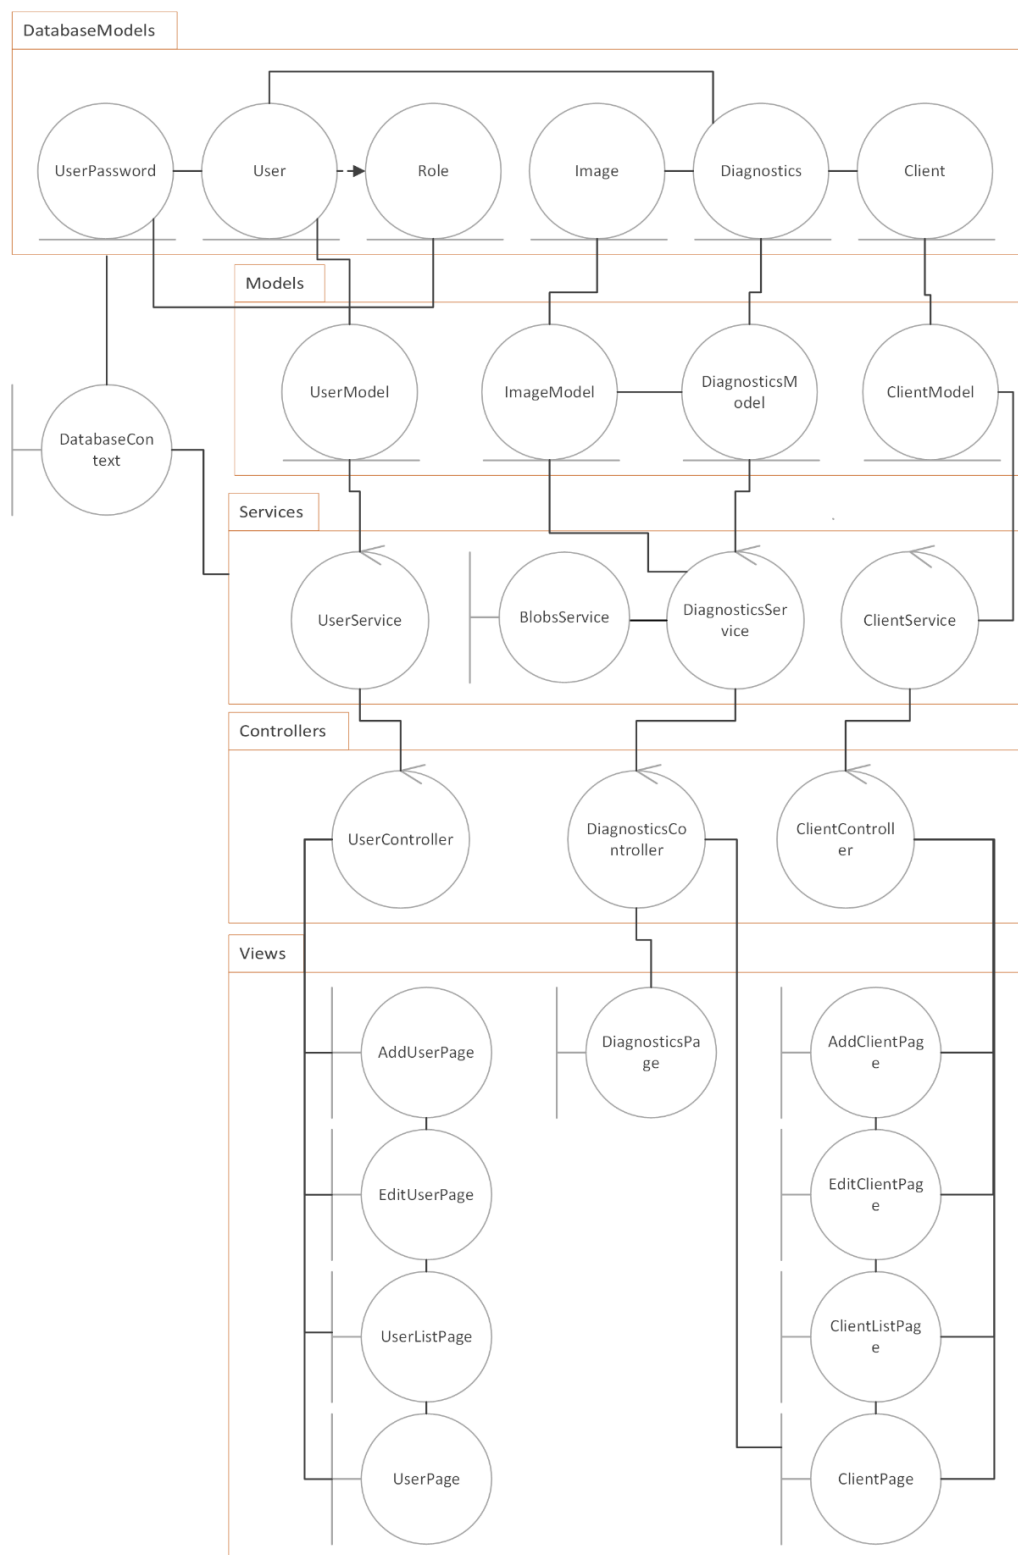 DatabaseModels
UserPassword
User
Role
Image
Diagnostics
Client
Models
UserModel
ImageModel
DiagnosticsM
odel
ClientModel
DatabaseCon
text
Services
UserService
BlobsService
DiagnosticsSer
vice
ClientService
Controllers
UserController
DiagnosticsCo
ntroller
ClientControll
er
Views
AddUserPage
DiagnosticsPa
ge
AddClientPag
e
EditUserPage
EditClientPag
e
UserListPage
ClientListPag
e
UserPage
ClientPage